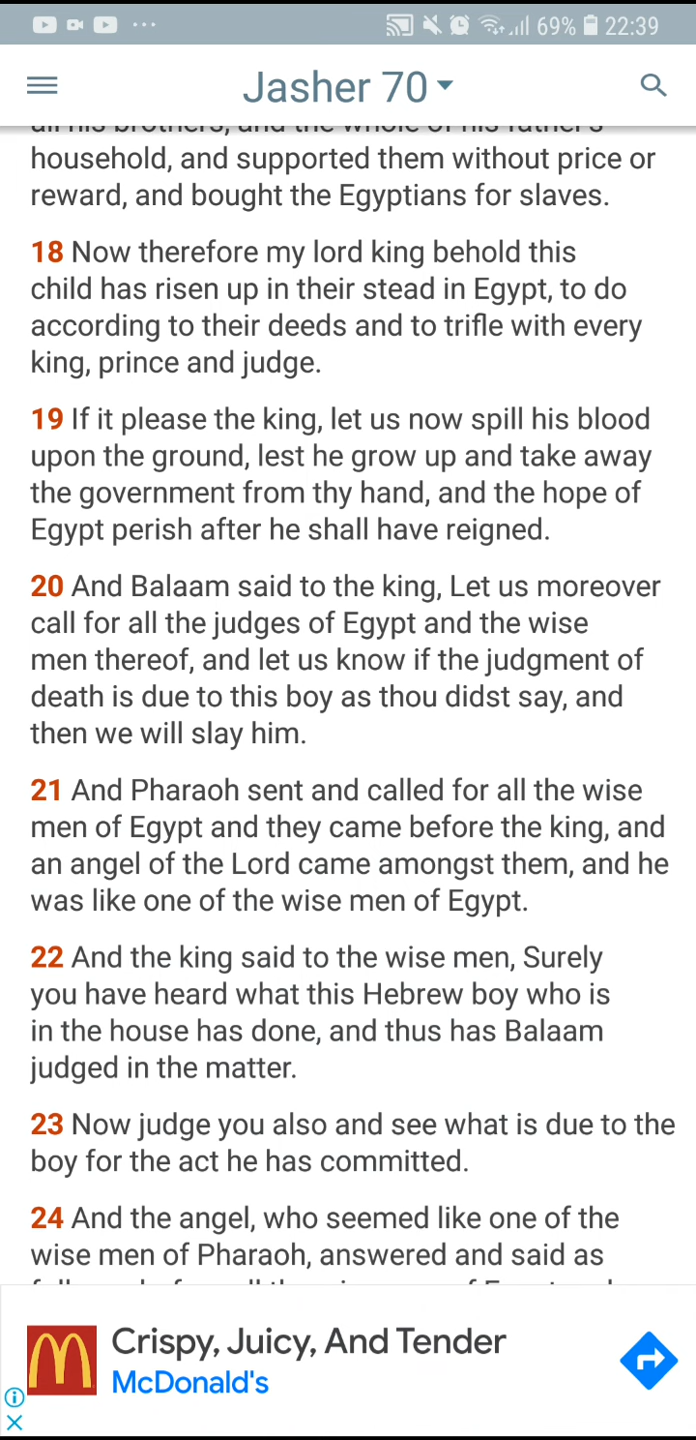 69% 22:39
Jasher 70
all his brothers, and the whole of his father's
household, and supported them without price or
reward, and bought the Egyptians for slaves.
18 Now therefore my lord king behold this
child has risen up in their stead in Egypt, to do
according to their deeds and to trifle with every
king, prince and judge.
19 If it please the king, let us now spill his blood
upon the ground, lest he grow up and take away
the government from thy hand, and the hope of
Egypt perish after he shall have reigned.
20 And Balaam said to the king, Let us moreover
call for all the judges of Egypt and the wise
men thereof, and let us know if the judgment of
death is due to this boy as thou didst say, and
then we will slay him.
21 And Pharaoh sent and called for all the wise
men of Egypt and they came before the king, and
an angel of the Lord came amongst them, and he
was like one of the wise men of Egypt.
22 And the king said to the wise men, Surely
you have heard what this Hebrew boy who is
in the house has done, and thus has Balaam
judged in the matter.
23 Now judge you also and see what is due to the
boy for the act he has committed.
24 And the angel, who seemed like one of the
wise men of Pharaoh, answered and said as
Crispy, Juicy, And Tender
McDonald's